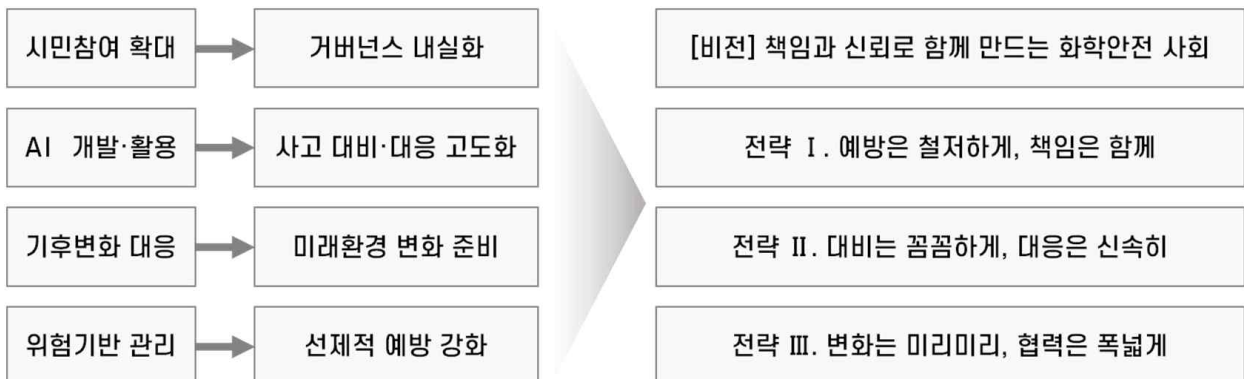 시민참여 확대
거버넌스 내실화
[비전] 책임과 신뢰로 함께 만드는 화학안전 사회
AI 개발·활용
사고 대비·대응 고도화
전략 Ⅰ. 예방은 철저하게, 책임은 함께
기후변화 대응
미래환경 변화 준비
전략 Ⅱ. 대비는 꼼꼼하게, 대응은 신속히
위험기반 관리
선제적 예방 강화
전략 Ⅲ. 변화는 미리미리, 협력은 폭넓게